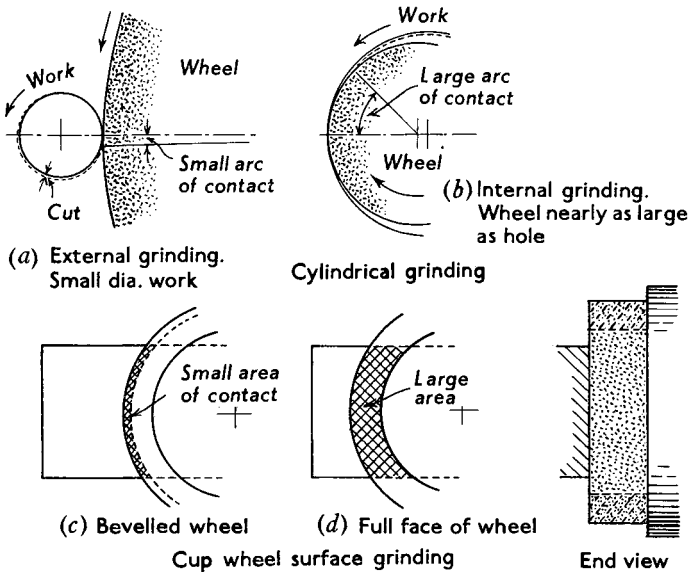 Work
Wheel
Small arc
of contact
Cut
(a) External grinding.
Small dia. work
Work
Large arc
of contact
Wheel
(b) Internal grinding.
Wheel nearly as large
as hole
Cylindrical grinding
Small area
of contact
(c) Bevelled wheel
Large
area
(d) Full face of wheel
Cup wheel surface grinding
End view